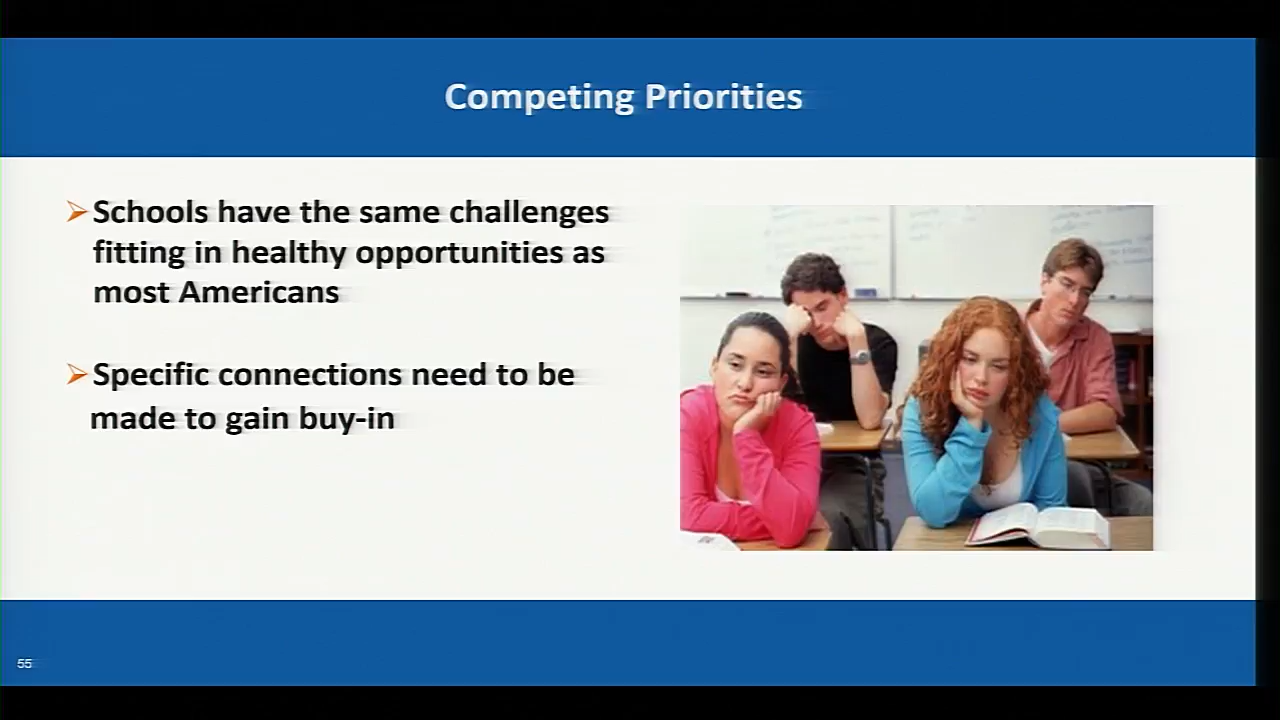 Competing Priorities
➢Schools have the same challenges
fitting in healthy opportunities as
most Americans
➢Specific connections need to be
made to gain buy-in
55